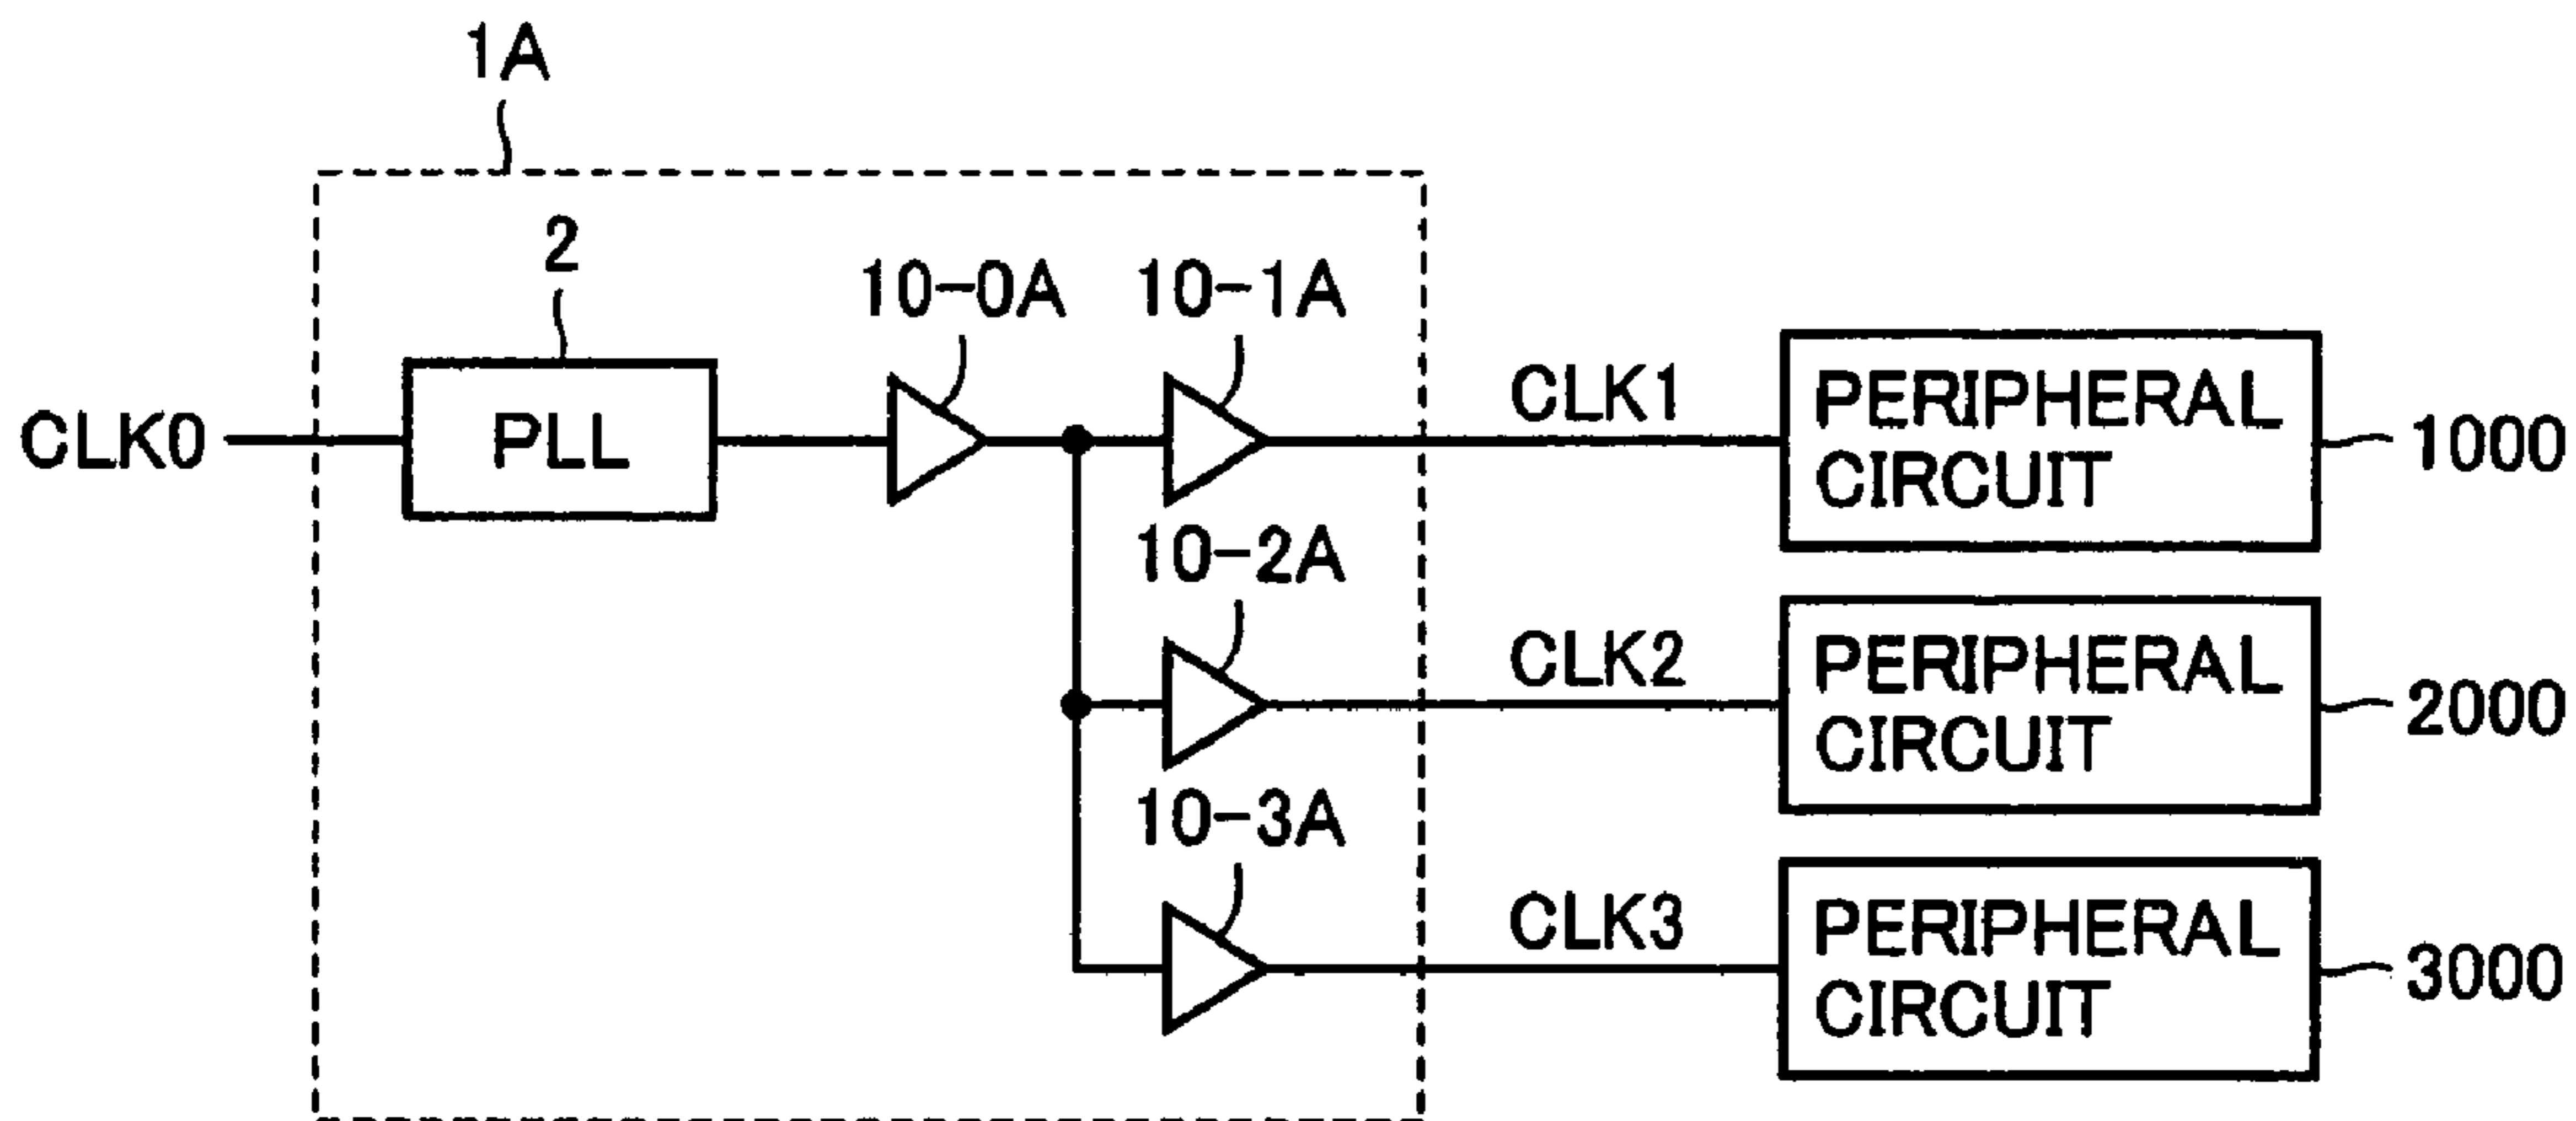 1A
2
10-0A
10-1A
CLK0
PLL
CLK1
PERIPHERAL
CIRCUIT
1000
10-2A
CLK2
PERIPHERAL
CIRCUIT
2000
10-3A
CLK3
PERIPHERAL
CIRCUIT
3000